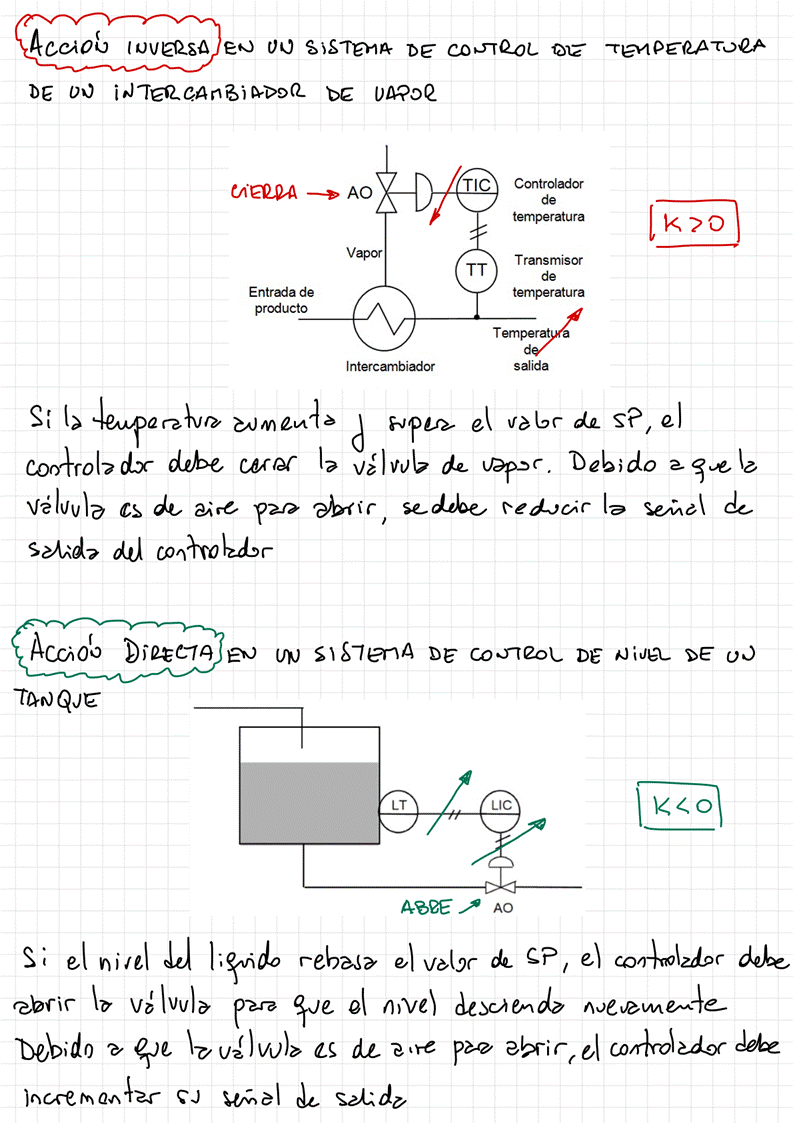 ACCIÓN INVERSA EN UN SISTEMA DE CONTROL DE TEMPERATURA
DE UN INTERCAMBIADOR DE VAPOR
CIERRA → AO
TIC
Controlador
de
temperatura
K > 0
Vapor
TT
Transmisor
de
temperatura
Entrada de
producto
Temperatura
de
salida
Intercambiador
Si la temperatura aumenta y supera el valor de SP, el
controlador debe cerrar la válvula de vapor. Debido a que la
válvula es de aire para abrir, se debe reducir la señal de
salida del controlador
ACCIÓN DIRECTA EN UN SISTEMA DE CONTROL DE NIVEL DE UN
TANQUE
LT
LIC
K < 0
ABRE → AO
Si el nivel del líquido rebasa el valor de SP, el controlador debe
abrir la válvula para que el nivel descienda nuevamente
Debido a que la válvula es de aire para abrir, el controlador debe
incrementar su señal de salida